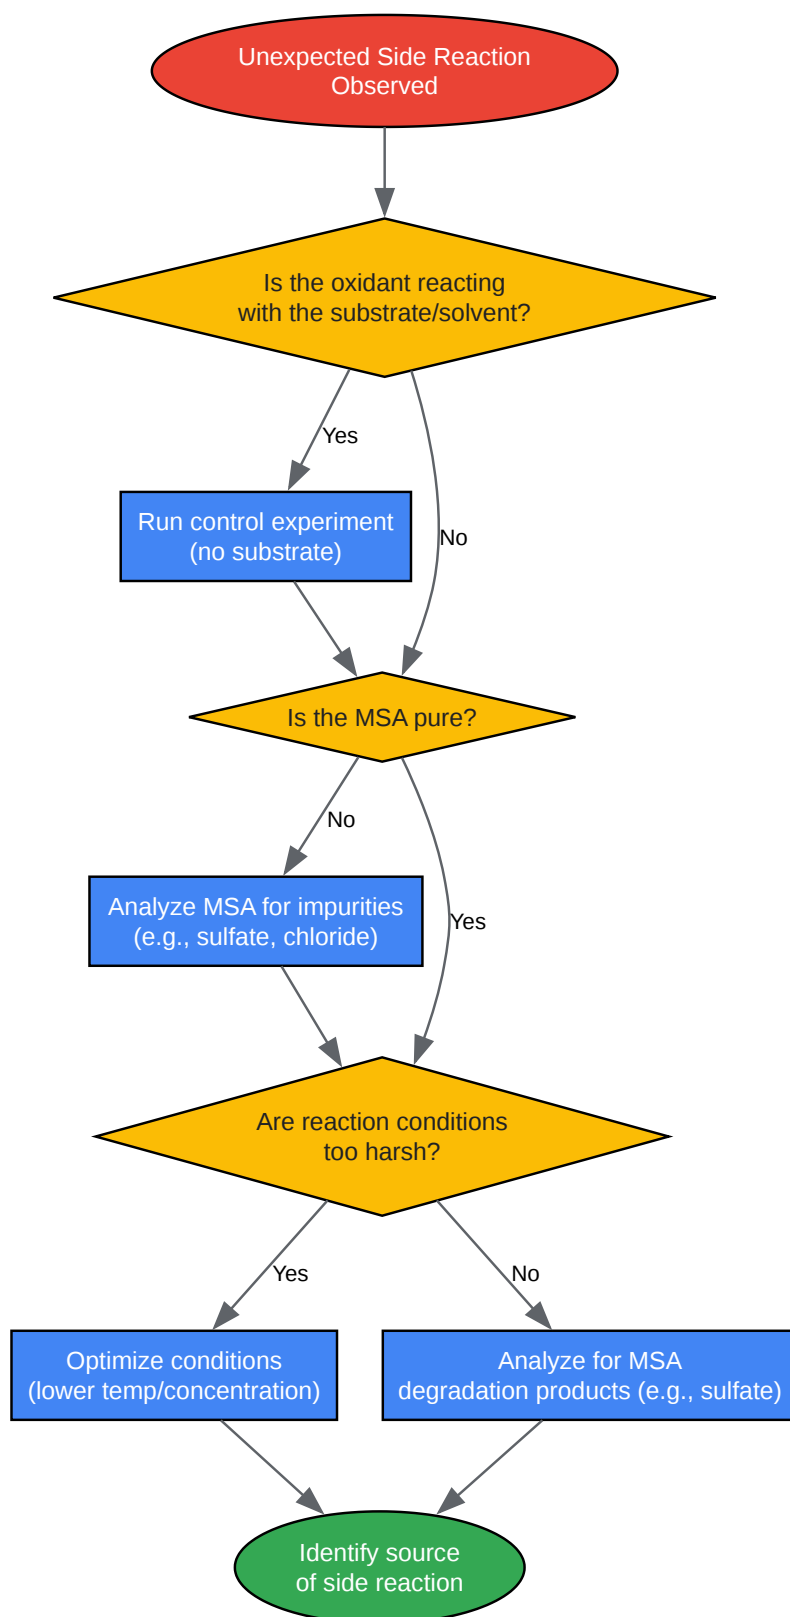 Unexpected Side Reaction
Observed
Is the oxidant reacting
with the substrate/solvent?
Yes
Run control experiment
(no substrate)
No
Is the MSA pure?
No
Analyze MSA for impurities
(e.g., sulfate, chloride)
Yes
Are reaction conditions
too harsh?
Yes
No
Optimize conditions
(lower temp/concentration)
Analyze for MSA
degradation products (e.g., sulfate)
Identify source
of side reaction